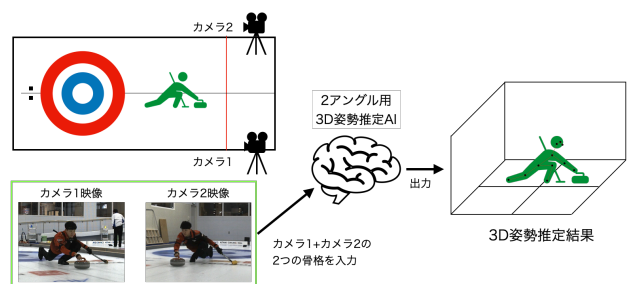 カメラ2
カメラ1
2アングル用
3D姿勢推定AI
出力
カメラ1映像
カメラ2映像
カメラ1+カメラ2の
2つの骨格を入力
3D姿勢推定結果